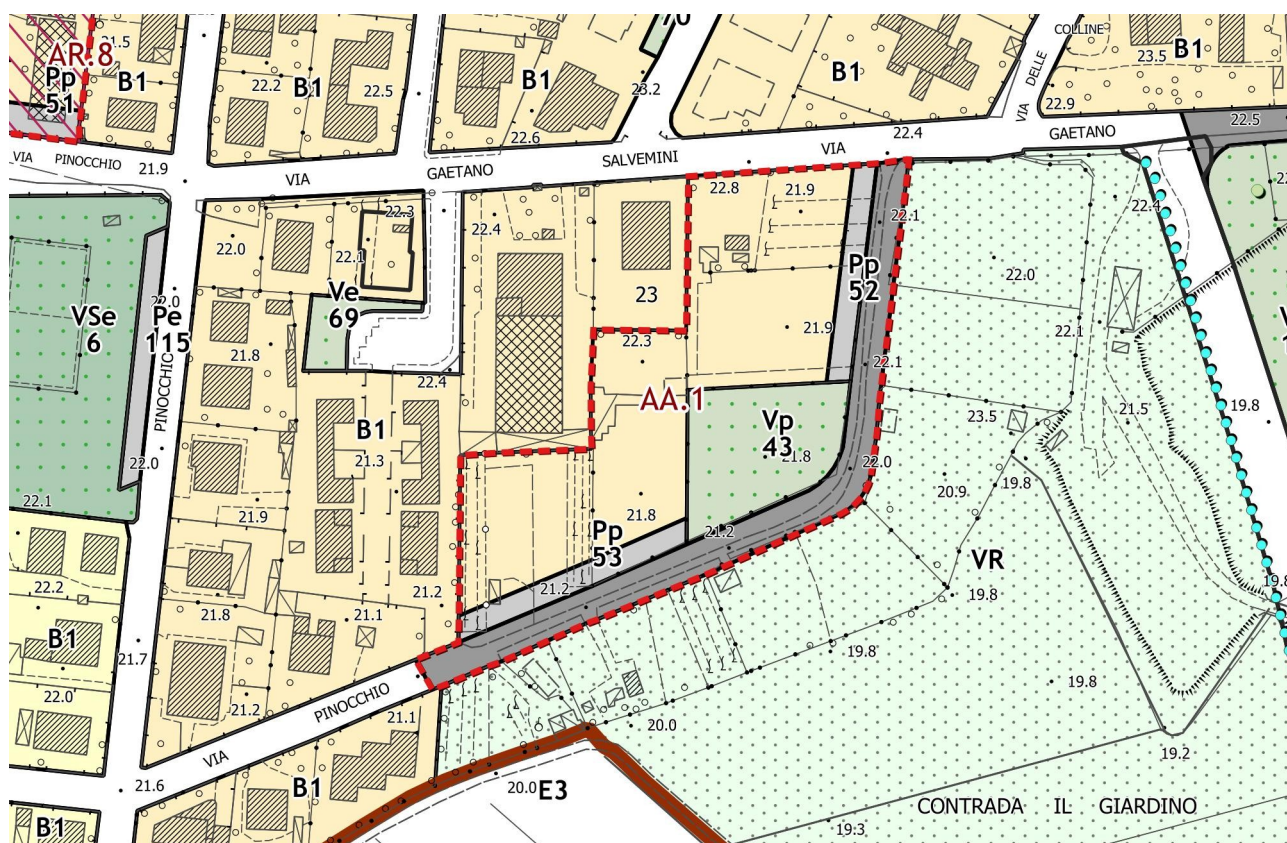 70
COLLINE
AR.8
21.5
B1
B1
23.5
Pp
B1
22.2
B1
22.5
B1
DELLE
51
23.2
VIA
22.9
22.6
22.4
22.5
VIA PINOCCHIO
21.9
SALVEMINI
VIA
GAETANO
VIA
GAETANO
22.8
21.9
22.4
22.3
22.1
22.0
22.1
22.4
Pp
52
22.0
22.0
23
Ve
69
VSe
6
Pe
115
21.9
22.1
22.3
21.8
22.1
22.4
AA.1
19.8
PINOCCHIO
Vp
43
23.5
21.5
B1
21.3
21.8
22.0
22.0
19.8
20.9
22.1
21.9
21.8
21.2
Pp
53
VR
22.2
21.2
21.2
19.8
19.8
21.8
21.1
B1
21.7
19.8
22.0
19.8
PINOCCHIO
21.2
21.1
20.0
19.2
VIA
21.6
B1
20.0
E3
CONTRADA IL GIARDINO
B1
19.3